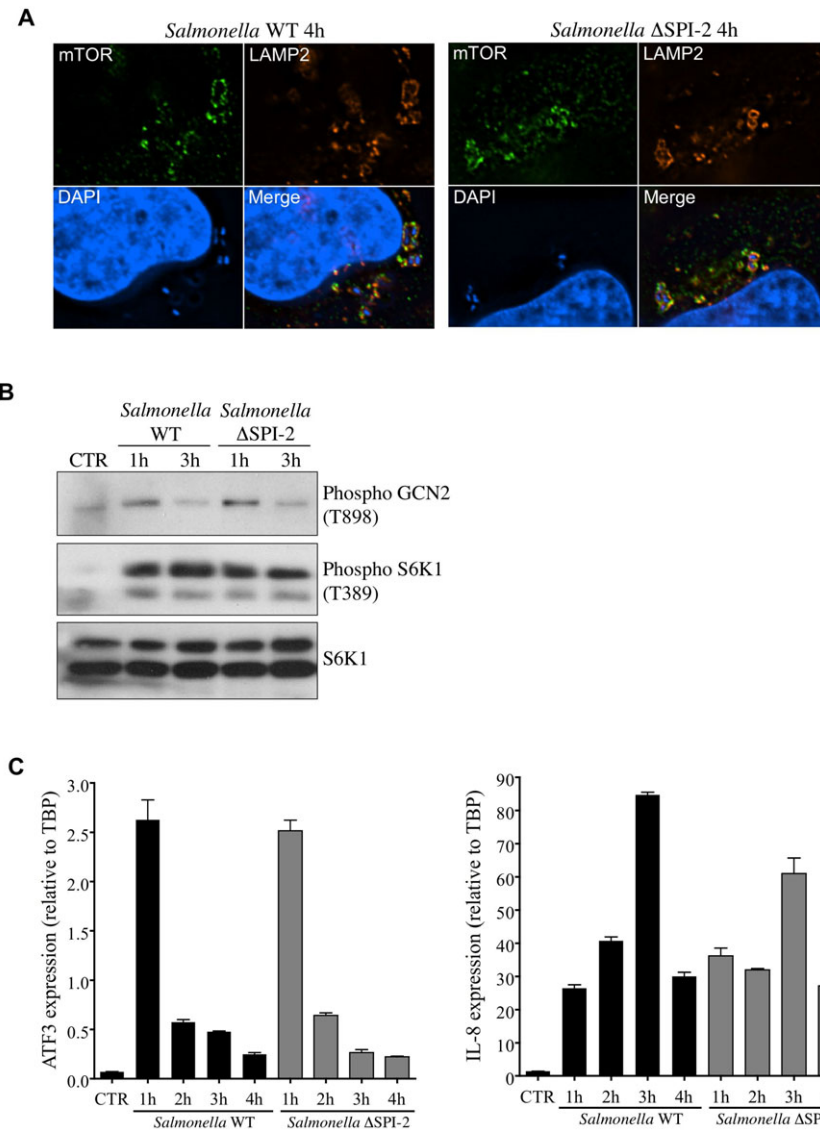 A
Salmonella WT 4h
Salmonella ΔSPI-2 4h
mTOR
LAMP2
mTOR
LAMP2
DAPI
Merge
DAPI
Merge
B
Salmonella Salmonella
WT ΔSPI-2
CTR 1h 3h 1h 3h
Phospho GCN2
(T898)
Phospho S6K1
(T389)
S6K1
C
ATF3 expression (relative to TBP)
3.0
2.5
2.0
1.5
1.0
0.5
0.0
CTR 1h 2h 3h 4h 1h 2h 3h 4h
Salmonella WT Salmonella ΔSPI-2
IL-8 expression (relative to TBP)
90
80
70
60
50
40
30
20
10
0
CTR 1h 2h 3h 4h 1h 2h 3h
Salmonella WT Salmonella ΔSP